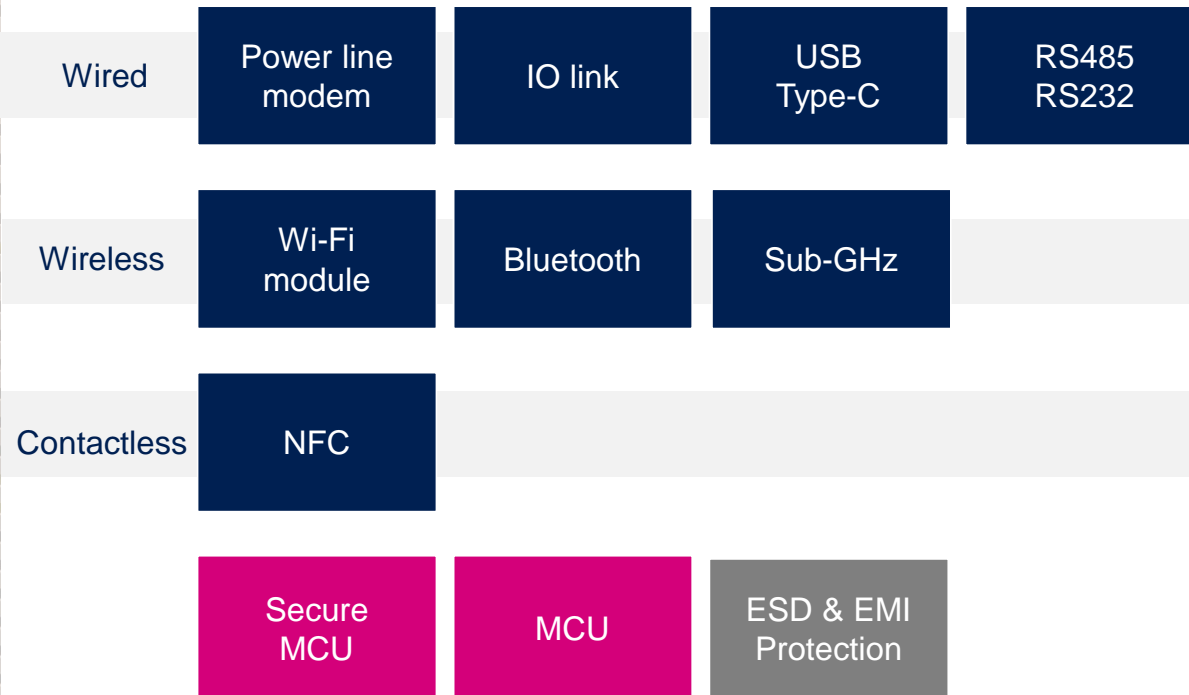 Wired
Power line
modem
IO link
USB
Type-C
RS485
RS232
Wireless
Wi-Fi
module
Bluetooth
Sub-GHz
Contactless
NFC
Secure
MCU
MCU
ESD & EMI
Protection